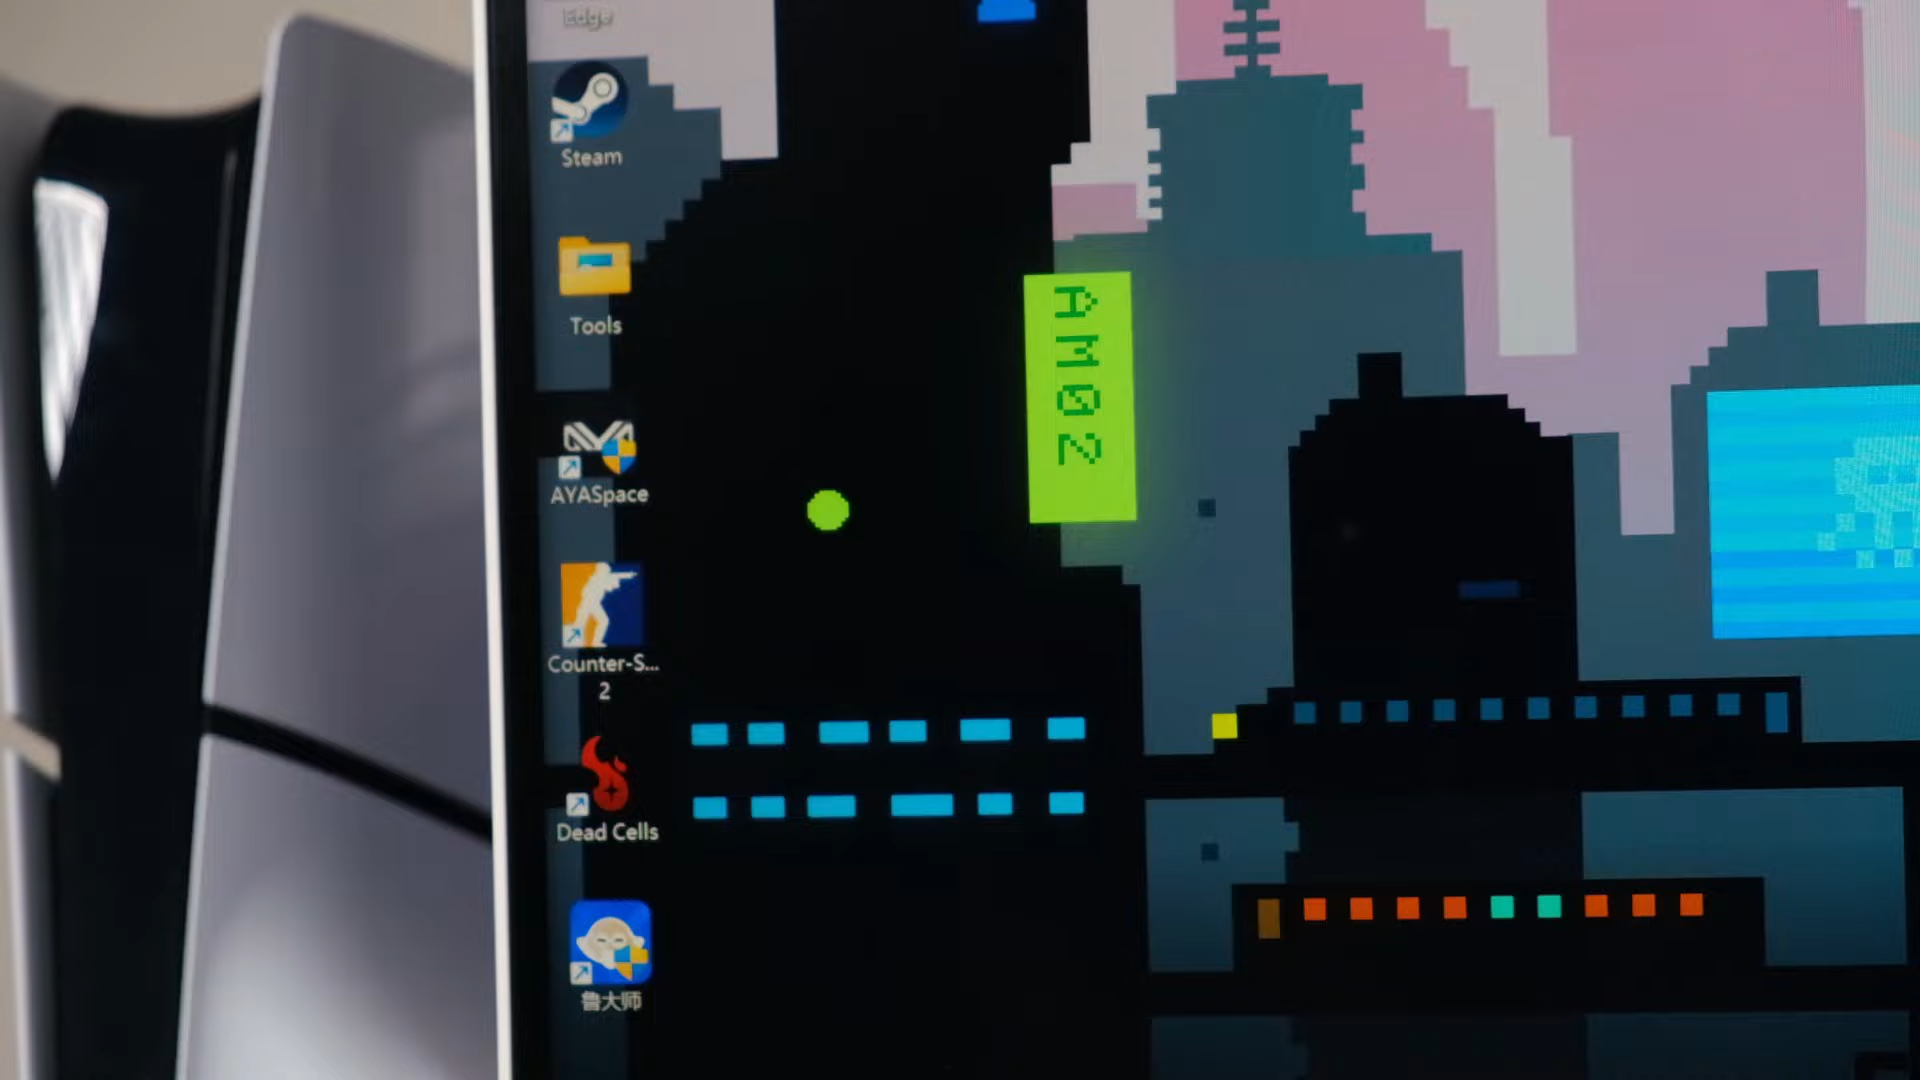 Edge
Steam
Tools
AYASpace
Counter-S...
2
Dead Cells
鲁大师
AM02